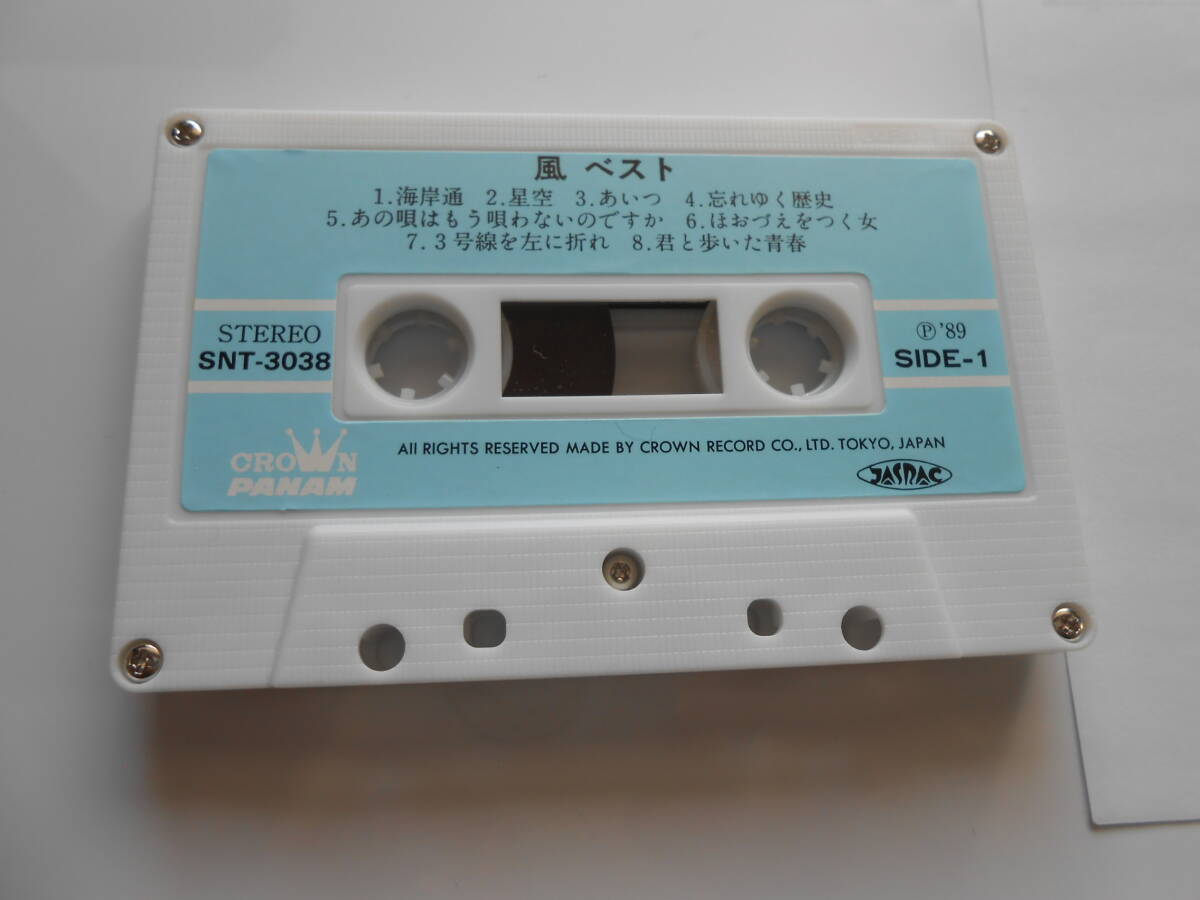 風 ベスト
1.海岸通 2.星空 3.あいつ 4.忘れゆく歴史
5.あの唄はもう唄わないのですか 6.ほおづえをつく女
7.3号線を左に折れ 8.君と歩いた青春
STEREO
SNT-3038
Ⓟ'89
SIDE-1
CROWN
PANAM
All RIGHTS RESERVED MADE BY CROWN RECORD CO., LTD. TOKYO, JAPAN
JASRAC